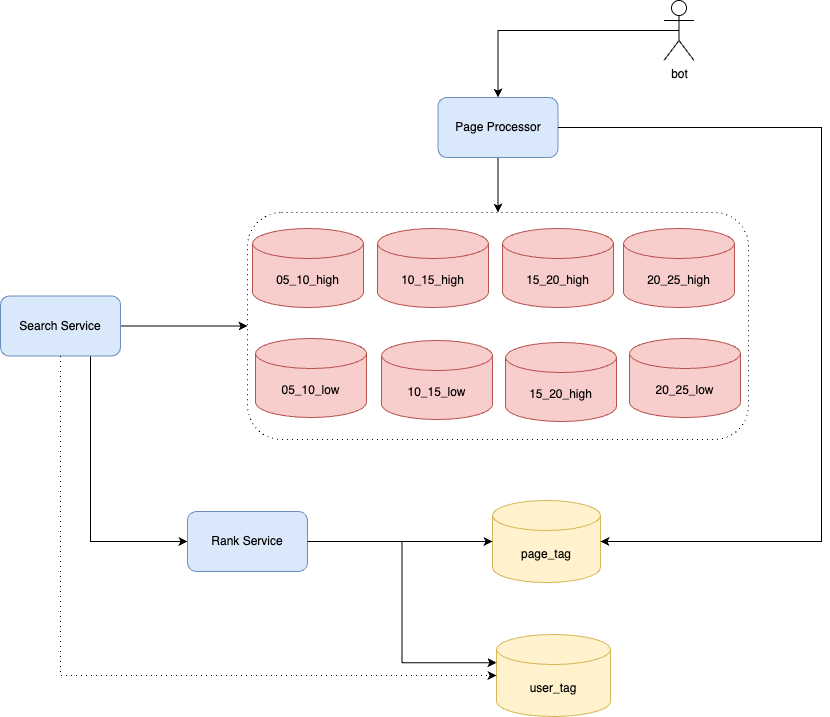 bot
Page Processor
05_10_high
10_15_high
15_20_high
20_25_high
Search Service
05_10_low
10_15_low
15_20_high
20_25_low
Rank Service
page_tag
user_tag